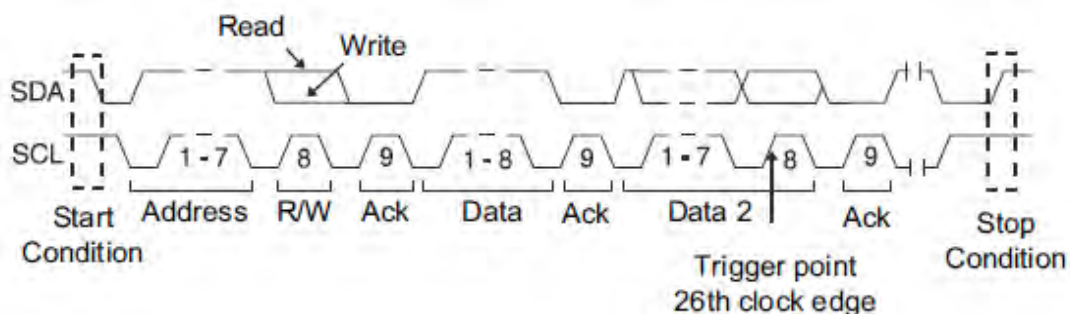 Read
Write
SDA
SCL
1 - 7
8
9
1 - 8
9
1 - 7
8
9
Start
Condition
Address
R/W
Ack
Data
Ack
Data 2
Ack
Stop
Condition
Trigger point
26th clock edge